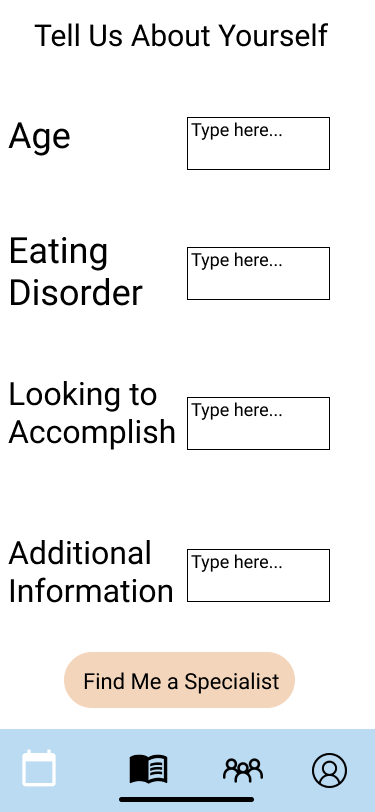 Tell Us About Yourself
Age
Type here...
Eating
Disorder
Type here...
Looking to
Accomplish
Type here...
Additional
Information
Type here...
Find Me a Specialist